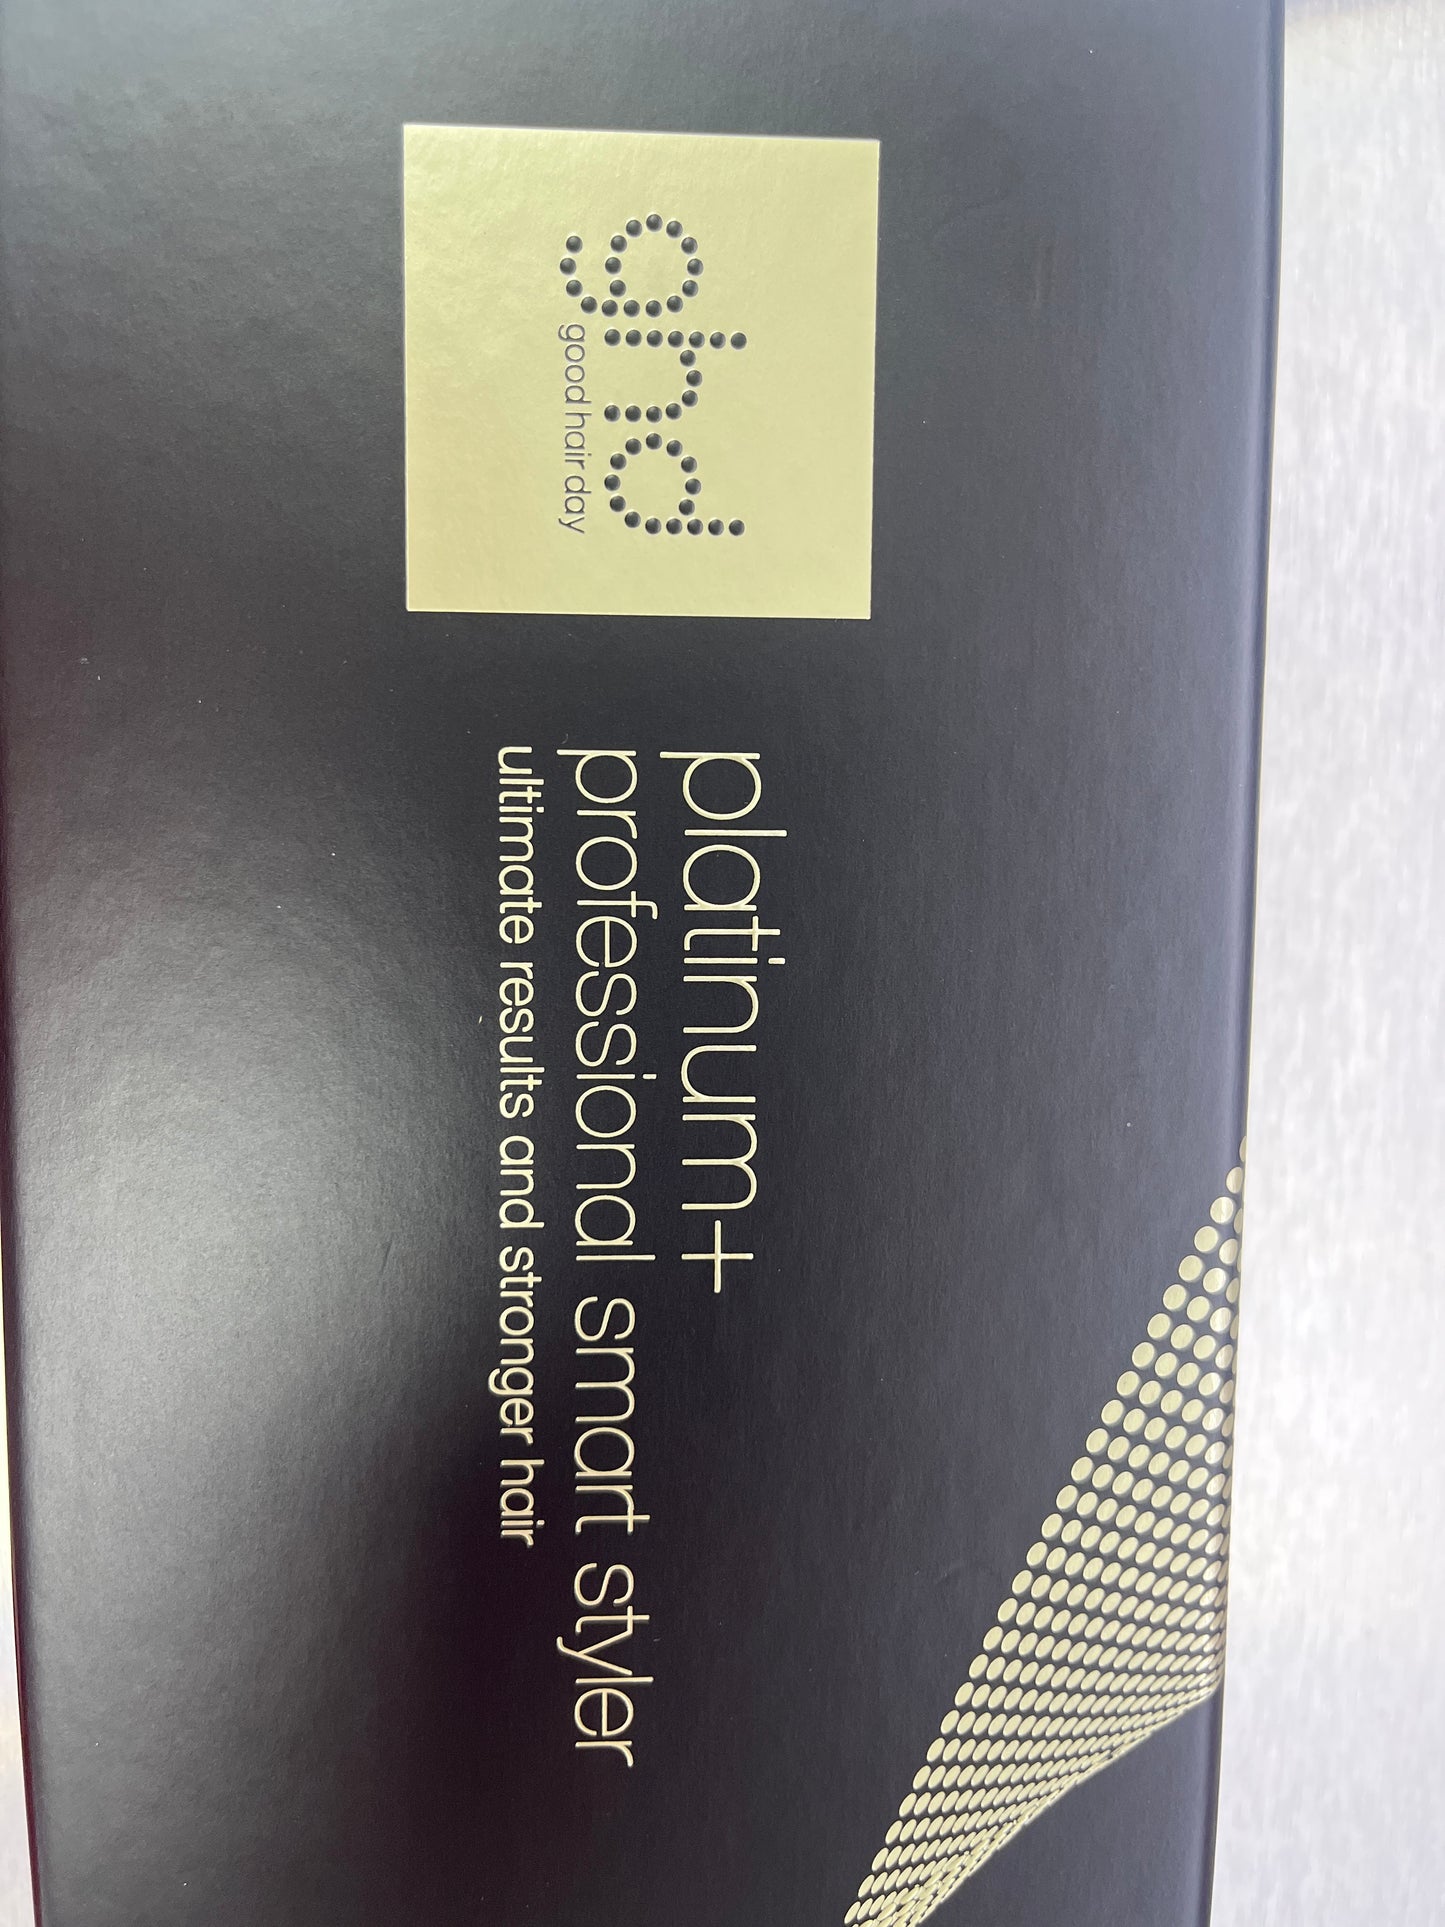 ghd
good hair day
platinum+
professional smart styler
ultimate results and stronger hair